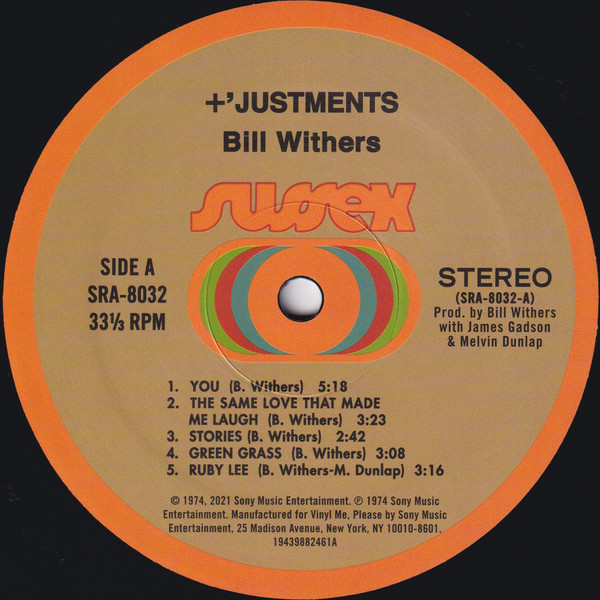 +'JUSTMENTS
Bill Withers
sussex
SIDE A
SRA-8032
33⅓ RPM
STEREO
(SRA-8032-A)
Prod. by Bill Withers
with James Gadson
& Melvin Dunlap
1. YOU (B. Withers) 5:18
2. THE SAME LOVE THAT MADE
ME LAUGH (B. Withers) 3:23
3. STORIES (B. Withers) 2:42
4. GREEN GRASS (B. Withers) 3:08
5. RUBY LEE (B. Withers-M. Dunlap) 3:16
© 1974, 2021 Sony Music Entertainment. ℗ 1974 Sony Music
Entertainment. Manufactured for Vinyl Me, Please by Sony Music
Entertainment, 25 Madison Avenue, New York, NY 10010-8601.
19439882461A